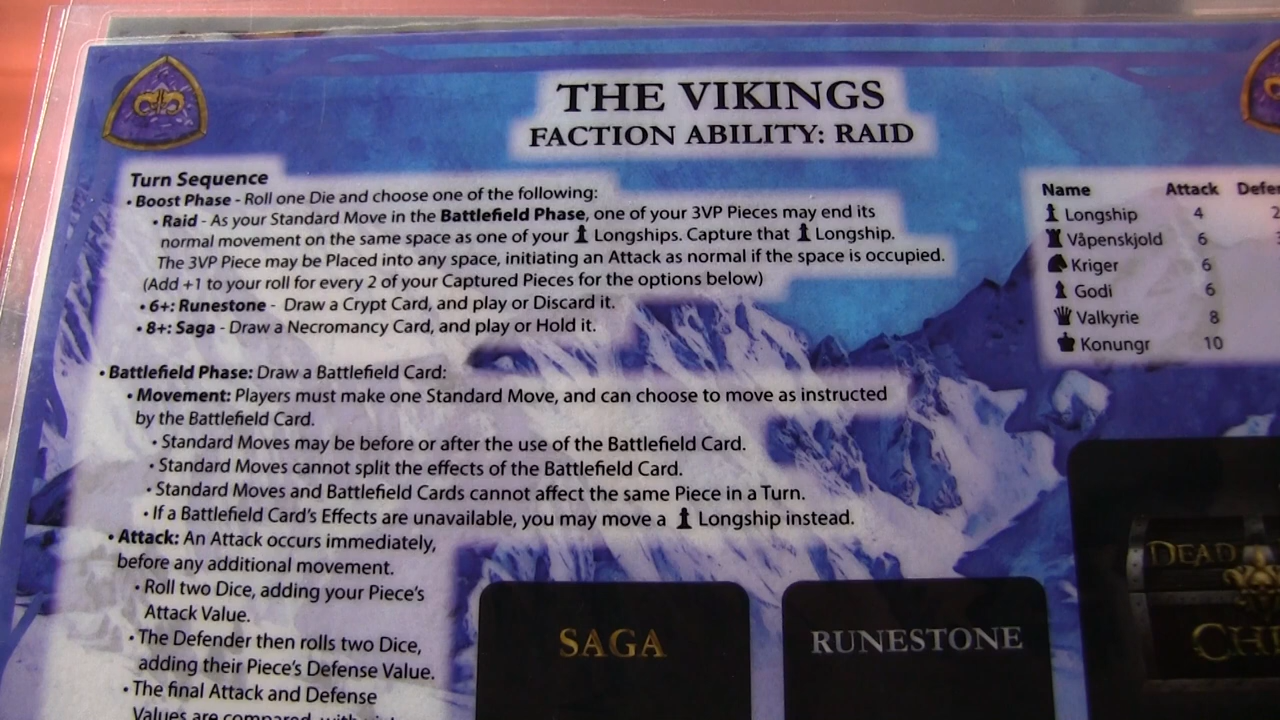 THE VIKINGS
FACTION ABILITY: RAID
Turn Sequence
• Boost Phase - Roll one Die and choose one of the following:
• Raid - As your Standard Move in the Battlefield Phase, one of your 3VP Pieces may end its
normal movement on the same space as one of your Longships. Capture that Longship.
The 3VP Piece may be Placed into any space, initiating an Attack as normal if the space is occupied.
(Add +1 to your roll for every 2 of your Captured Pieces for the options below)
• 6+: Runestone - Draw a Crypt Card, and play or Discard it.
• 8+: Saga - Draw a Necromancy Card, and play or Hold it.
• Battlefield Phase: Draw a Battlefield Card:
• Movement: Players must make one Standard Move, and can choose to move as instructed
by the Battlefield Card.
• Standard Moves may be before or after the use of the Battlefield Card.
• Standard Moves cannot split the effects of the Battlefield Card.
• Standard Moves and Battlefield Cards cannot affect the same Piece in a Turn.
• If a Battlefield Card's Effects are unavailable, you may move a Longship instead.
• Attack: An Attack occurs immediately,
before any additional movement.
• Roll two Dice, adding your Piece's
Attack Value.
• The Defender then rolls two Dice,
adding their Piece's Defense Value.
• The final Attack and Defense
Values are compared, with
Name Attack
Longship 4
Våpenskjold 6
Kriger 6
Godi 6
Valkyrie 8
Konungr 10
SAGA
RUNESTONE
DEAD